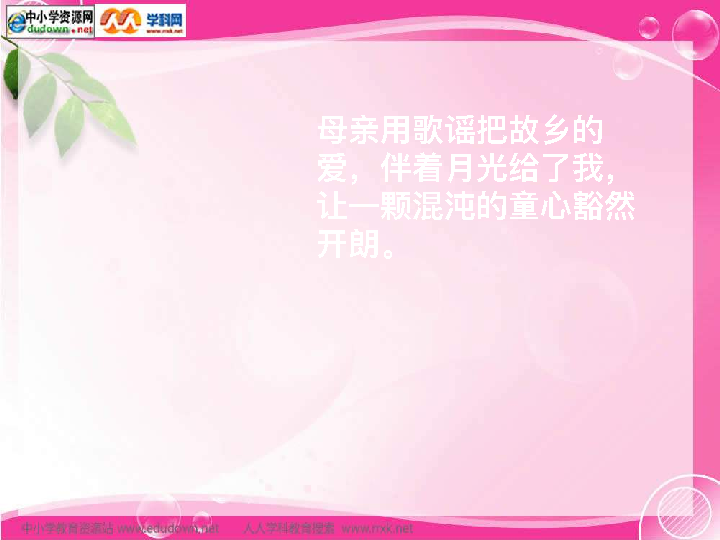 中小学资源网
dudown.net
学科网
www.rrxk.net
母亲用歌谣把故乡的
爱，伴着月光给了我，
让一颗混沌的童心豁然
开朗。
中小学教育资源站 www.edudown.net 人人学科教育搜索 www.rrxk.net